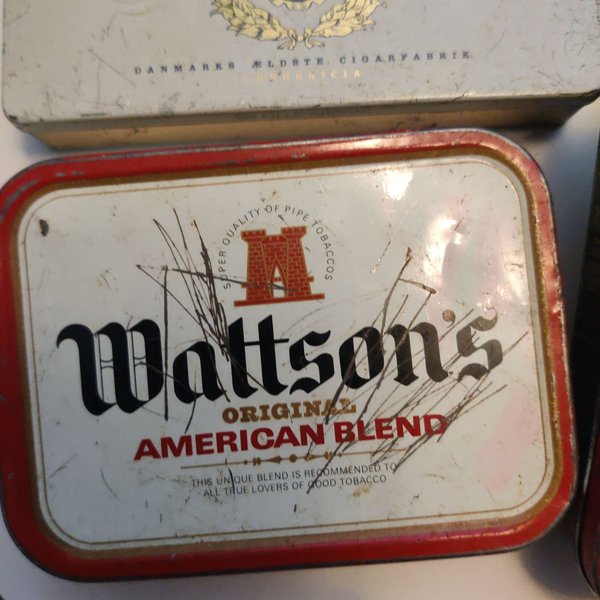 DANMARKS ÆLDSTE CIGARFABRIK
FREDERICIA
SUPER QUALITY OF PIPE TOBACCOS
Wattson's
ORIGINAL
AMERICAN BLEND
THIS UNIQUE BLEND IS RECOMMENDED TO
ALL TRUE LOVERS OF GOOD TOBACCO